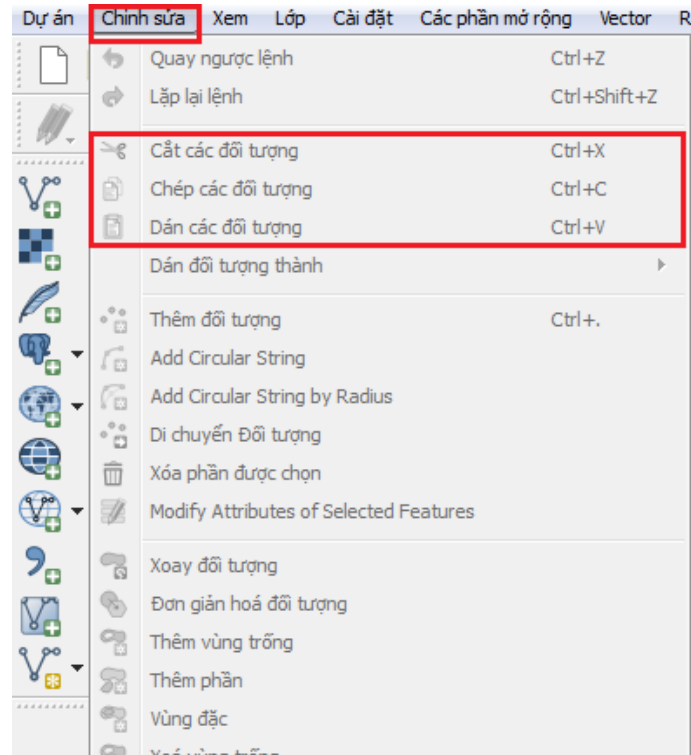 Dự án Chỉnh sửa Xem Lớp Cài đặt Các phần mở rộng Vector R
Quay ngược lệnh Ctrl+Z
Lặp lại lệnh Ctrl+Shift+Z
Cắt các đối tượng Ctrl+X
Chép các đối tượng Ctrl+C
Dán các đối tượng Ctrl+V
Dán đối tượng thành
Thêm đối tượng Ctrl+.
Add Circular String
Add Circular String by Radius
Di chuyển Đối tượng
Xóa phần được chọn
Modify Attributes of Selected Features
Xoay đối tượng
Đơn giản hoá đối tượng
Thêm vùng trống
Thêm phần
Vùng đặc
Xoá vùng trống